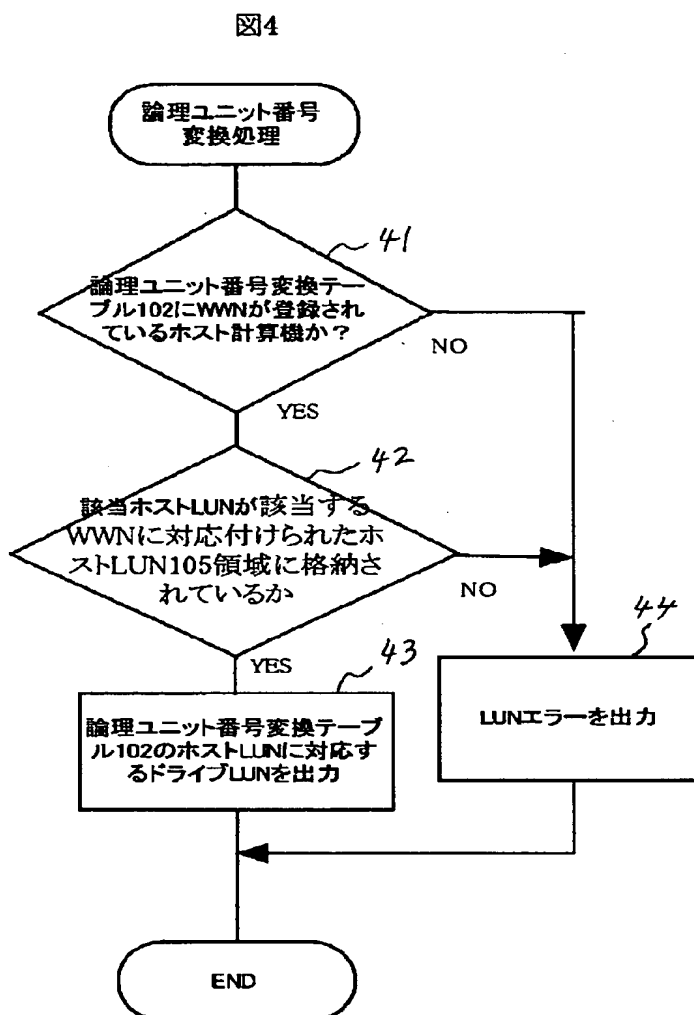 図4
論理ユニット番号
変換処理
41
論理ユニット番号変換テー
ブル102にWWNが登録され
ているホスト計算機か?
NO
YES
42
該当ホストLUNが該当する
WWNに対応付けられたホ
ストLUN105領域に格納さ
れているか
NO
YES
43
44
論理ユニット番号変換テーブ
ル102のホストLUNに対応す
るドライブLUNを出力
LUNエラーを出力
END